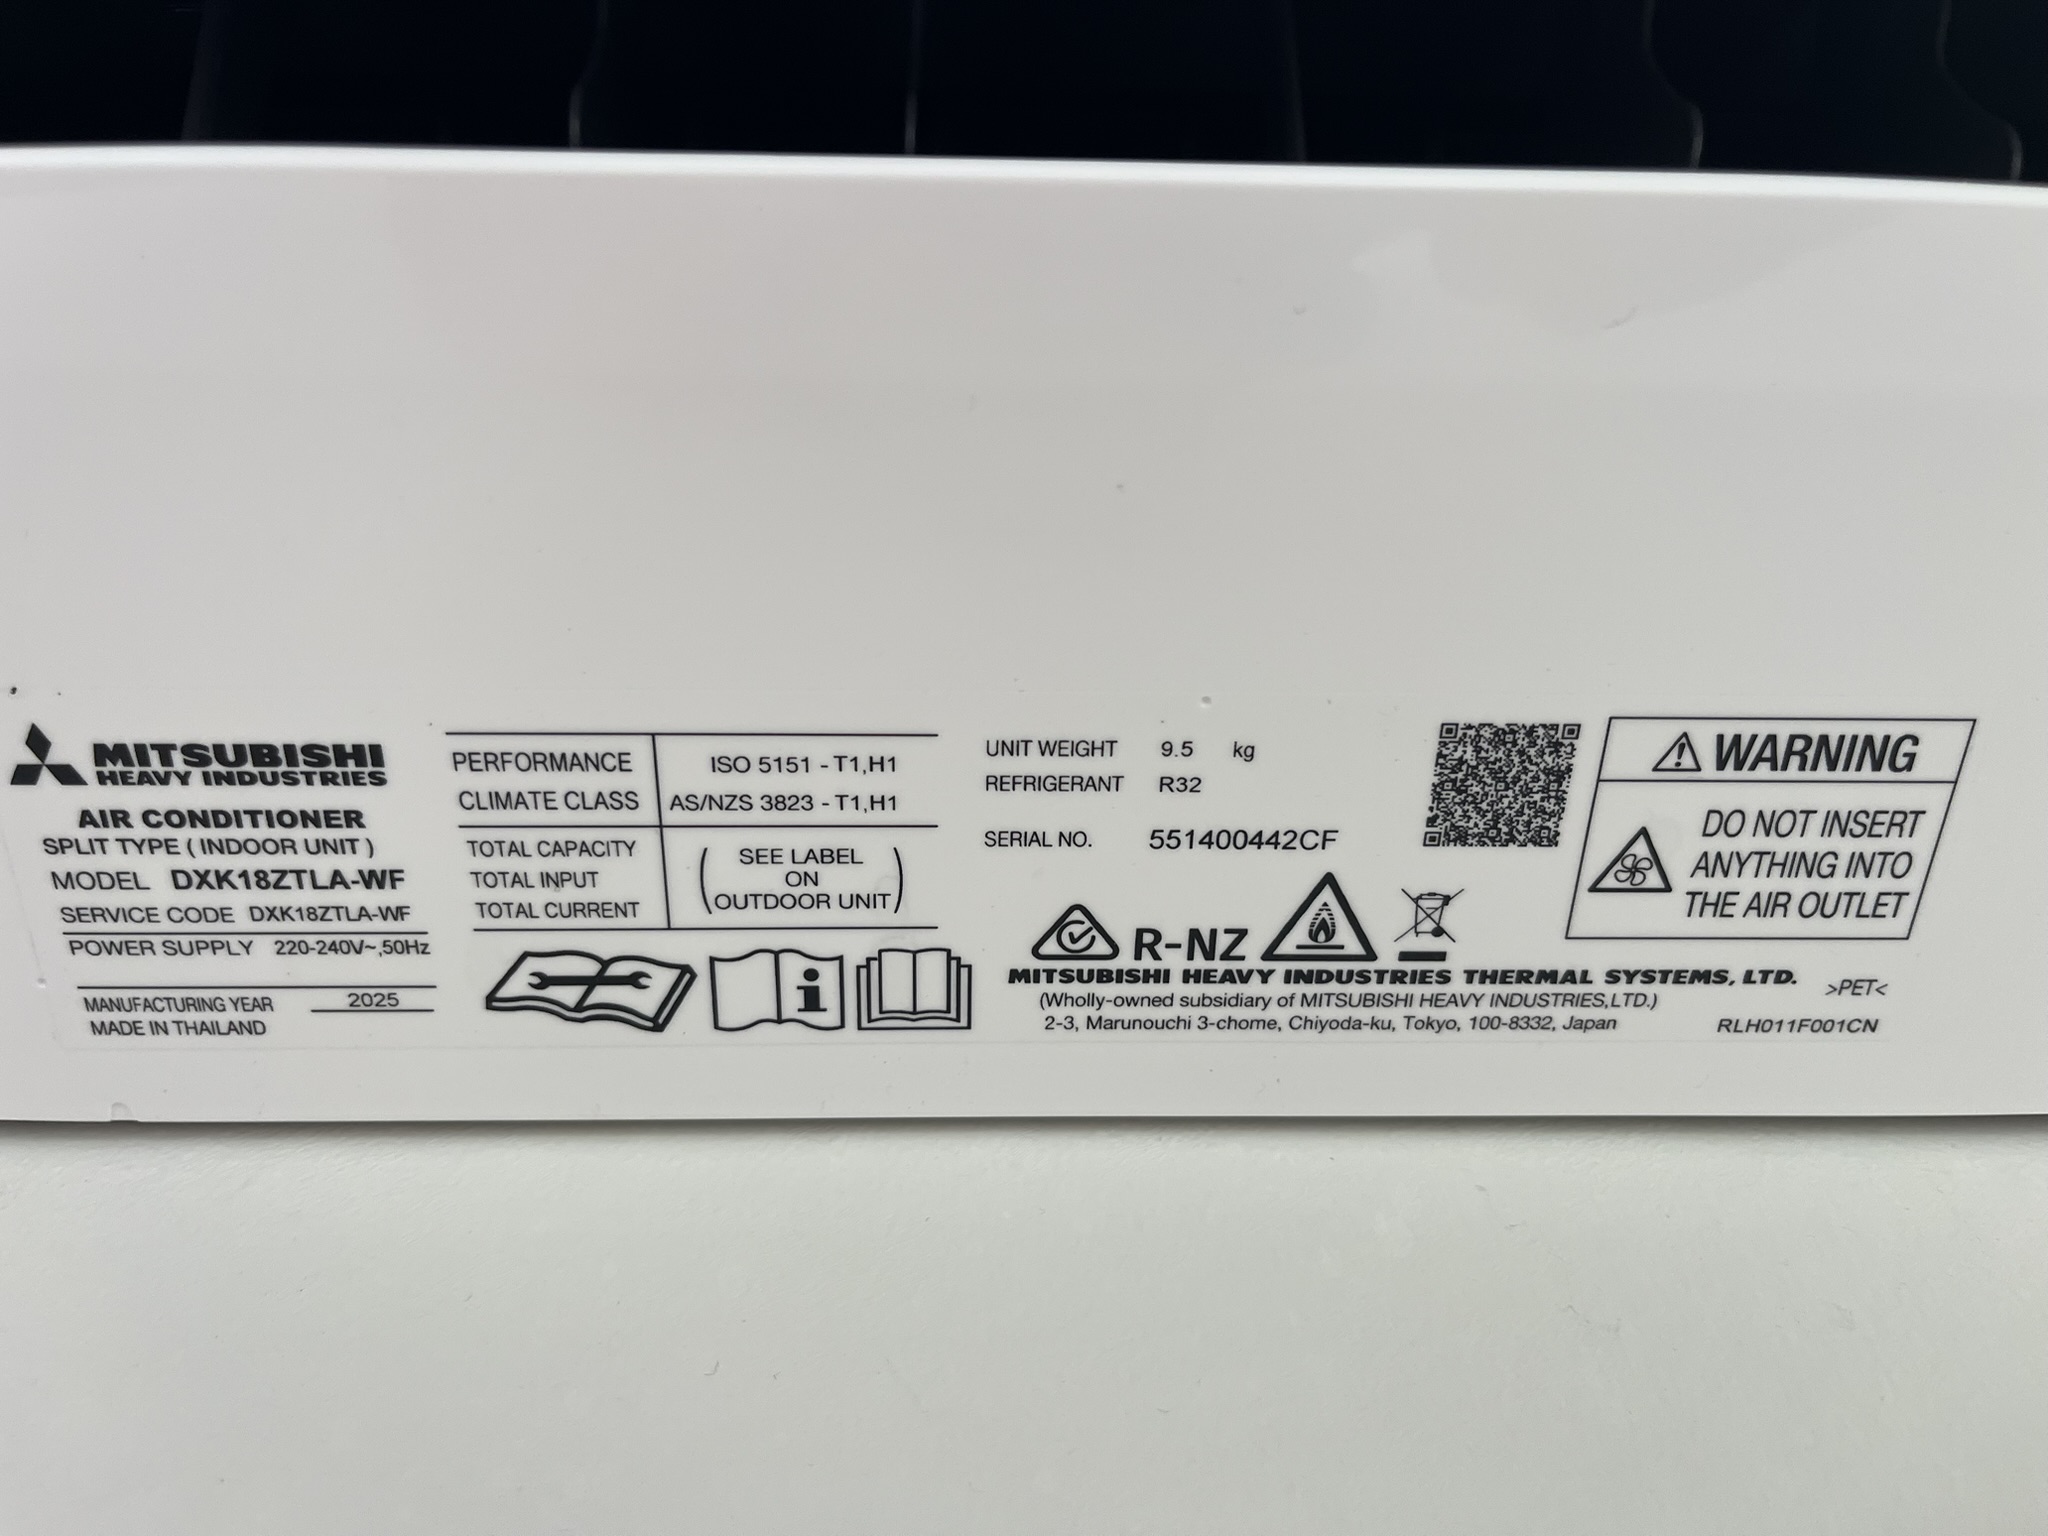 MITSUBISHI
HEAVY INDUSTRIES
AIR CONDITIONER
SPLIT TYPE ( INDOOR UNIT )
MODEL DXK18ZTLA-WF
SERVICE CODE DXK18ZTLA-WF
POWER SUPPLY 220-240V~,50Hz
MANUFACTURING YEAR 2025
MADE IN THAILAND
PERFORMANCE ISO 5151 - T1,H1
CLIMATE CLASS AS/NZS 3823 - T1,H1
TOTAL CAPACITY
TOTAL INPUT
TOTAL CURRENT
SEE LABEL
ON
OUTDOOR UNIT
UNIT WEIGHT 9.5 kg
REFRIGERANT R32
SERIAL NO. 551400442CF
R-NZ
MITSUBISHI HEAVY INDUSTRIES THERMAL SYSTEMS, LTD.
(Wholly-owned subsidiary of MITSUBISHI HEAVY INDUSTRIES,LTD.)
2-3, Marunouchi 3-chome, Chiyoda-ku, Tokyo, 100-8332, Japan
>PET<
RLH011F001CN
WARNING
DO NOT INSERT
ANYTHING INTO
THE AIR OUTLET